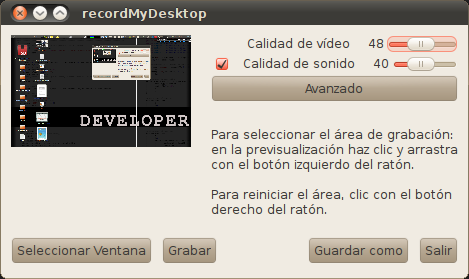 recordMyDesktop
Calidad de vídeo 48
Calidad de sonido 40
Avanzado
DEVELOPER
Para seleccionar el área de grabación:
en la previsualización haz clic y arrastra
con el botón izquierdo del ratón.
Para reiniciar el área, clic con el botón
derecho del ratón.
Seleccionar Ventana
Grabar
Guardar como
Salir